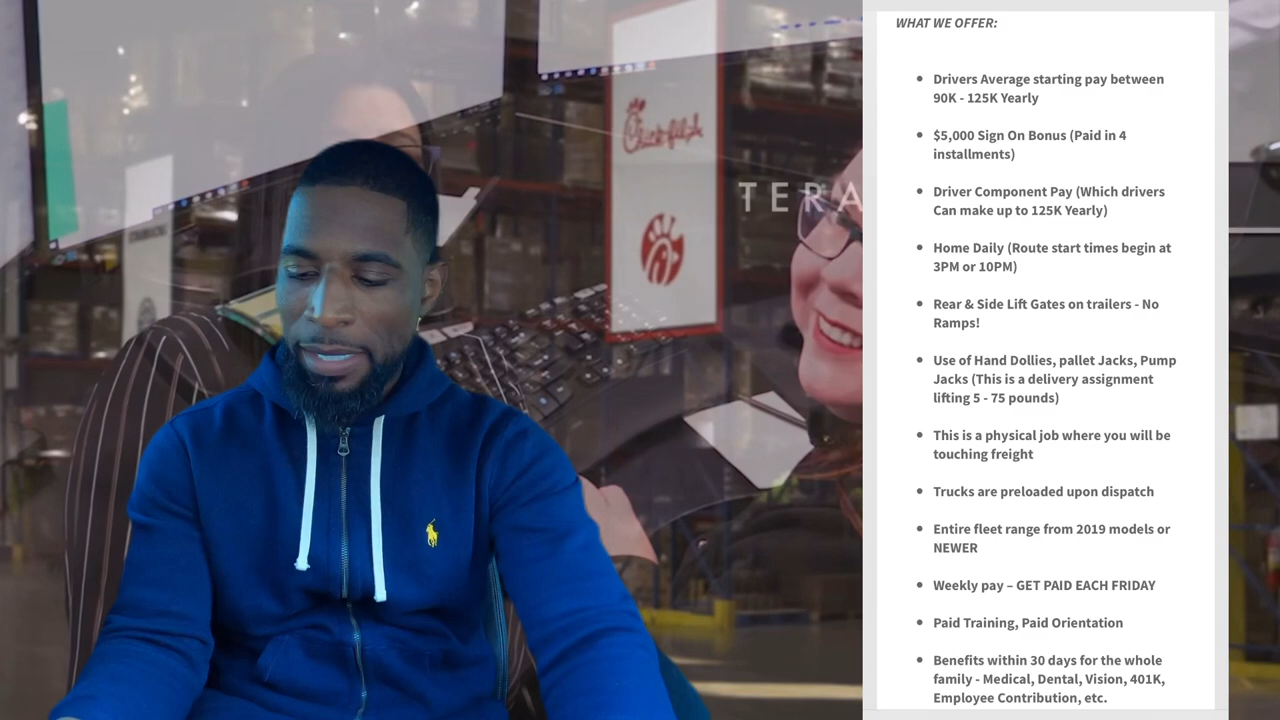 Chick-fil-A
TERA
WHAT WE OFFER:
Drivers Average starting pay between
90K - 125K Yearly
$5,000 Sign On Bonus (Paid in 4
installments)
Driver Component Pay (Which drivers
Can make up to 125K Yearly)
Home Daily (Route start times begin at
3PM or 10PM)
Rear & Side Lift Gates on trailers - No
Ramps!
Use of Hand Dollies, pallet Jacks, Pump
Jacks (This is a delivery assignment
lifting 5 - 75 pounds)
This is a physical job where you will be
touching freight
Trucks are preloaded upon dispatch
Entire fleet range from 2019 models or
NEWER
Weekly pay – GET PAID EACH FRIDAY
Paid Training, Paid Orientation
Benefits within 30 days for the whole
family - Medical, Dental, Vision, 401K,
Employee Contribution, etc.